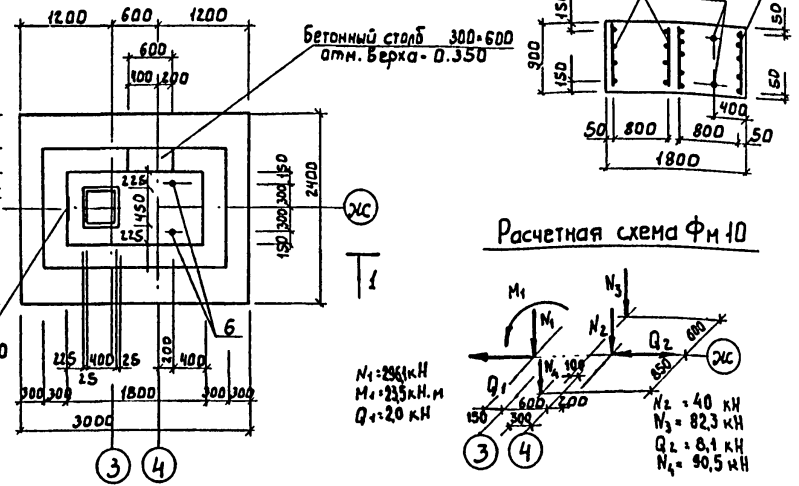 1200 600 1200
Бетонный столб 300×600
отм. верха - 0.350
600
400 200
225
450
225
150
300
300
150
2400
ж
1
6
225 400 25
25
200
400
300 300 1800 300 300
3000
3 4
150
900
150
50
50
400
50 800 800 50
1800
Расчетная схема Фм 10
M1
N1
N2
N3
N4
Q1
Q2
100
600
850
ж
150
600 200
300
3 4
M1=23,5кН.м
Q1=20 кН
N2 = 40 кН
N3 = 82,3 кН
Q2 = 8,1 кН
N4 = 90,5 кН